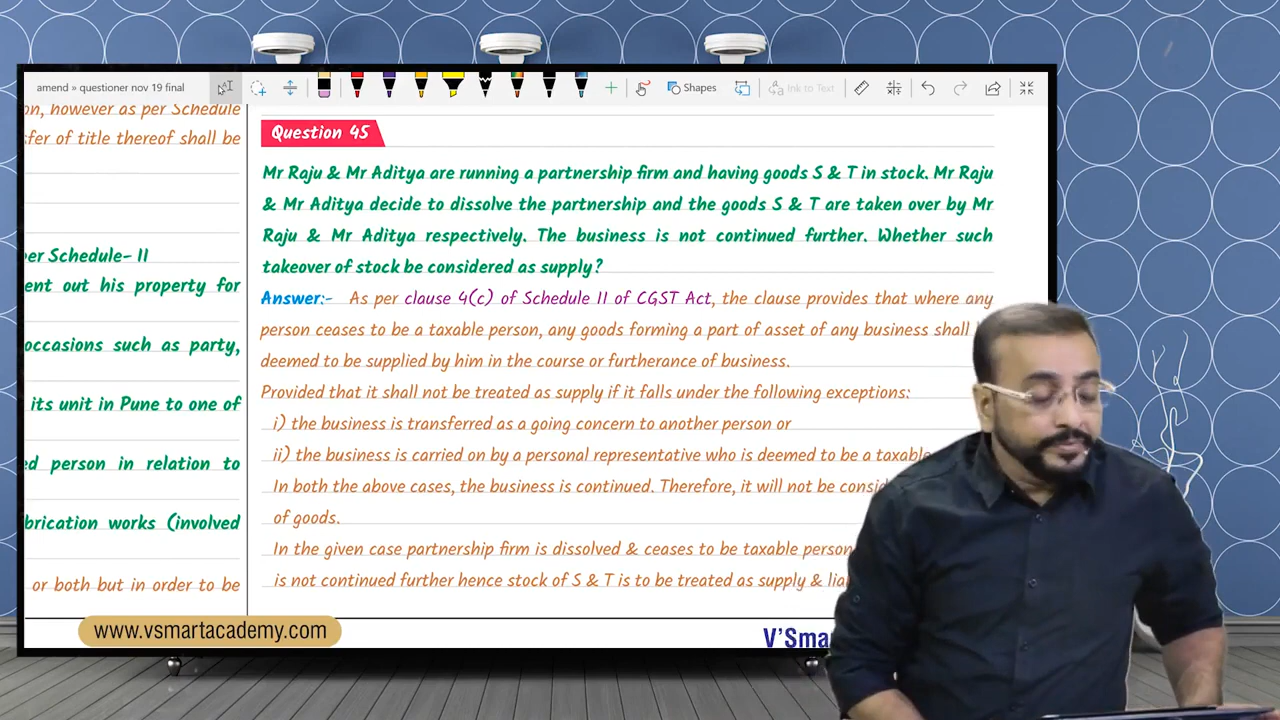 amend » questioner nov 19 final
Shapes
Ink to Text
on, however as per Schedule
sfer of title thereof shall be
er Schedule- II
ent out his property for
occasions such as party,
its unit in Pune to one of
ed person in relation to
brication works (involved
or both but in order to be
Question 45
Mr Raju & Mr Aditya are running a partnership firm and having goods S & T in stock. Mr Raju
& Mr Aditya decide to dissolve the partnership and the goods S & T are taken over by Mr
Raju & Mr Aditya respectively. The business is not continued further. Whether such
takeover of stock be considered as supply?
Answer:- As per clause 4(c) of Schedule II of CGST Act, the clause provides that where any
person ceases to be a taxable person, any goods forming a part of asset of any business shall
deemed to be supplied by him in the course or furtherance of business.
Provided that it shall not be treated as supply if it falls under the following exceptions:
i) the business is transferred as a going concern to another person or
ii) the business is carried on by a personal representative who is deemed to be a taxable
In both the above cases, the business is continued. Therefore, it will not be consid
of goods.
In the given case partnership firm is dissolved & ceases to be taxable person
is not continued further hence stock of S & T is to be treated as supply & lia
www.vsmartacademy.com
V'Sma